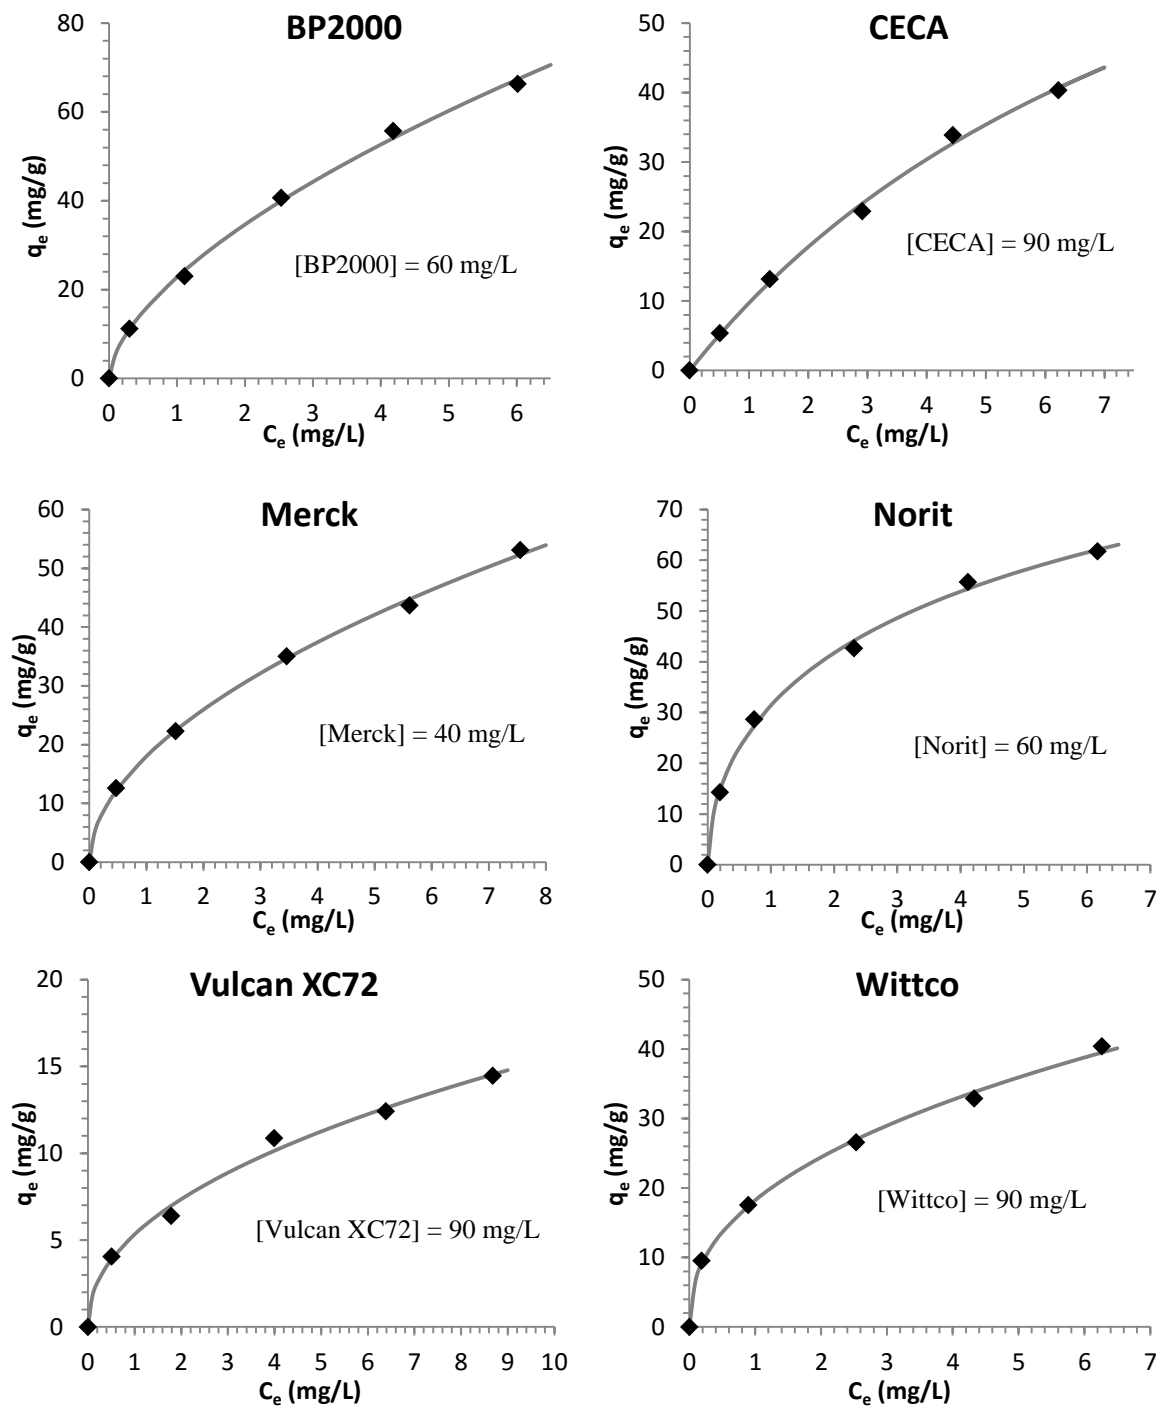 BP2000
80
60
40
20
0
0 1 2 3 4 5 6
qe (mg/g)
Ce (mg/L)
[BP2000] = 60 mg/L
CECA
50
40
30
20
10
0
0 1 2 3 4 5 6 7
qe (mg/g)
Ce (mg/L)
[CECA] = 90 mg/L
Merck
60
50
40
30
20
10
0
0 1 2 3 4 5 6 7 8
qe (mg/g)
Ce (mg/L)
[Merck] = 40 mg/L
Norit
70
60
50
40
30
20
10
0
0 1 2 3 4 5 6 7
qe (mg/g)
Ce (mg/L)
[Norit] = 60 mg/L
Vulcan XC72
20
15
10
5
0
0 1 2 3 4 5 6 7 8 9 10
qe (mg/g)
Ce (mg/L)
[Vulcan XC72] = 90 mg/L
Wittco
50
40
30
20
10
0
0 1 2 3 4 5 6 7
qe (mg/g)
Ce (mg/L)
[Wittco] = 90 mg/L